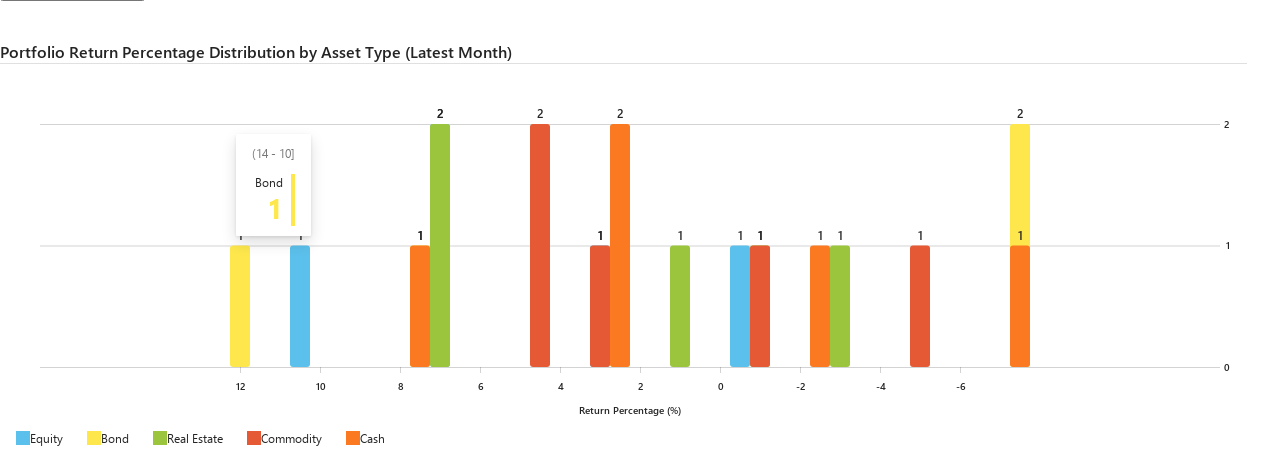 Portfolio Return Percentage Distribution by Asset Type (Latest Month)
2 2 2 2
2
(14 - 10]
Bond
1
1 1 1 1 1 1 1 1 1 1 1 1
1
0
12 10 8 6 4 2 0 -2 -4 -6
Return Percentage (%)
Equity Bond Real Estate Commodity Cash